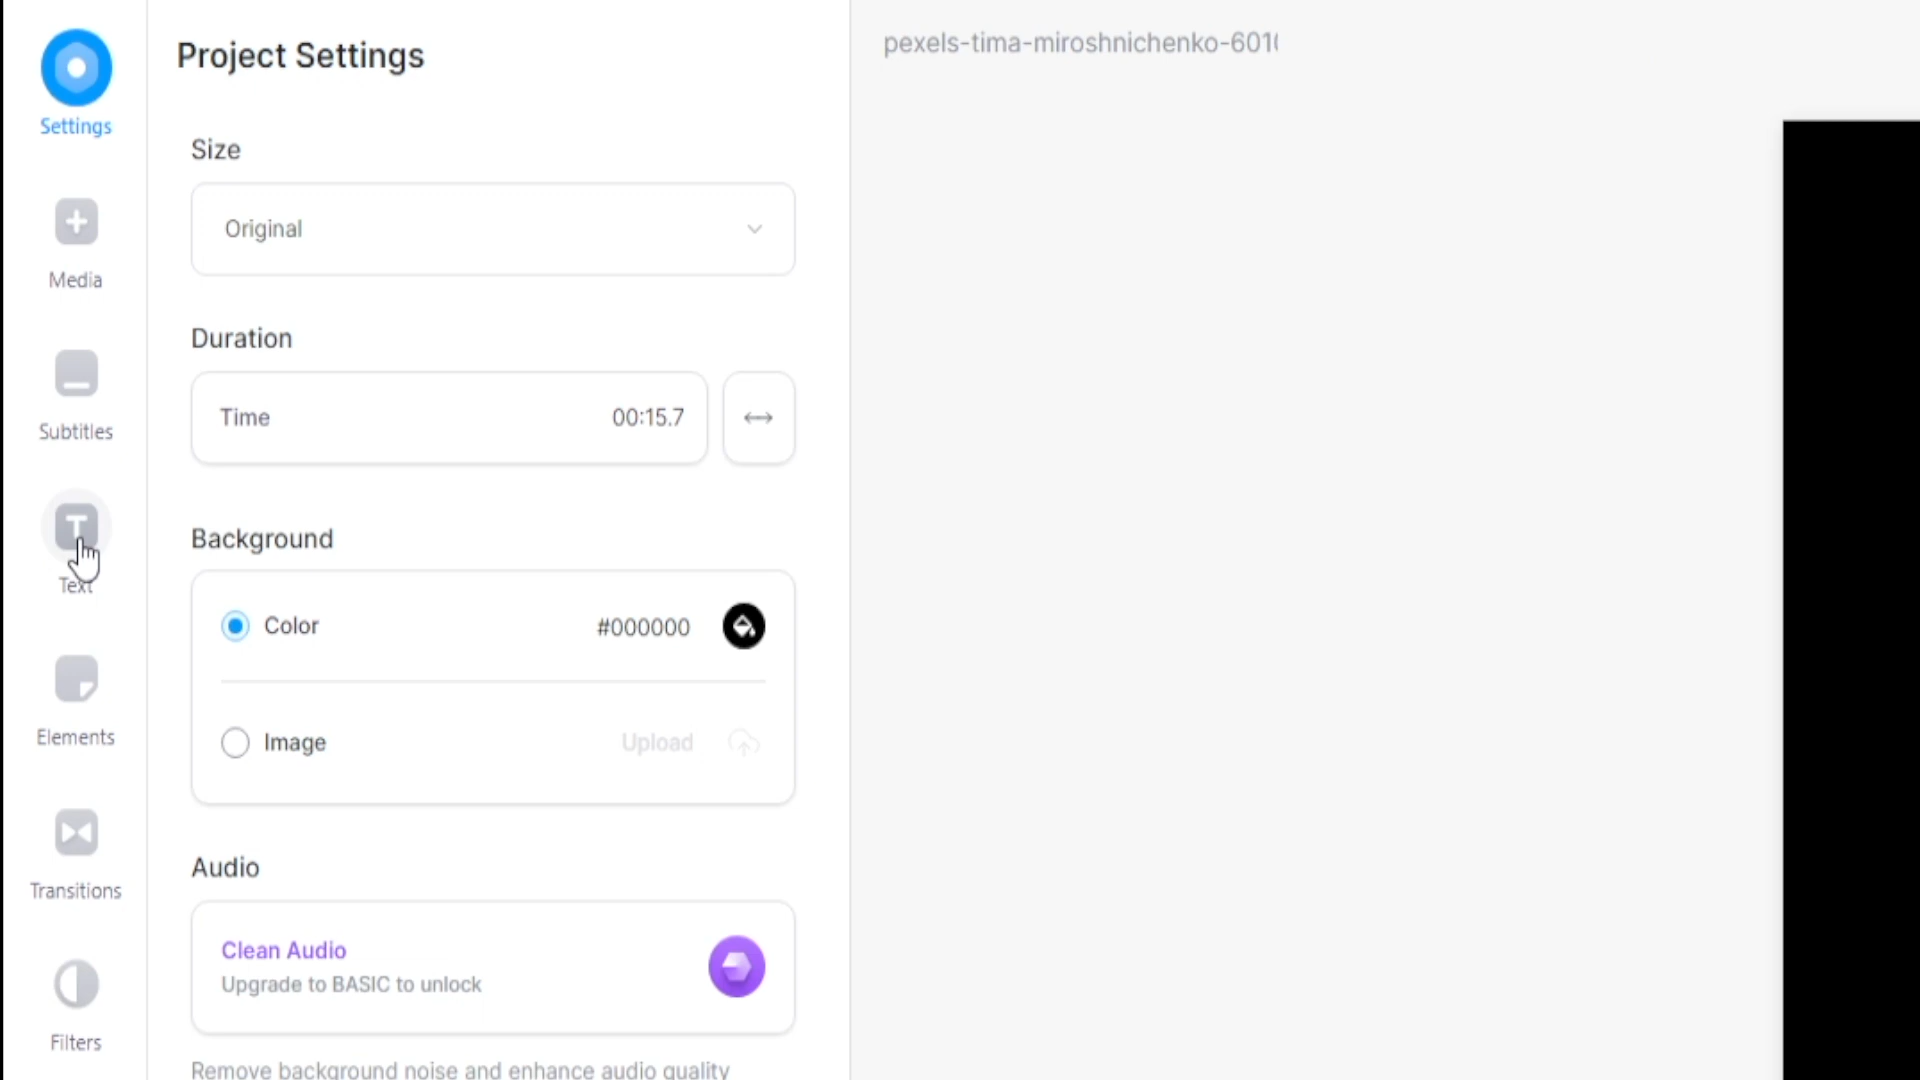 Settings
Media
Subtitles
T
Text
Elements
Transitions
Filters
Project Settings
Size
Original
Duration
Time 00:15.7
Background
Color #000000
Image Upload
Audio
Clean Audio
Upgrade to BASIC to unlock
Remove background noise and enhance audio quality
pexels-tima-miroshnichenko-601